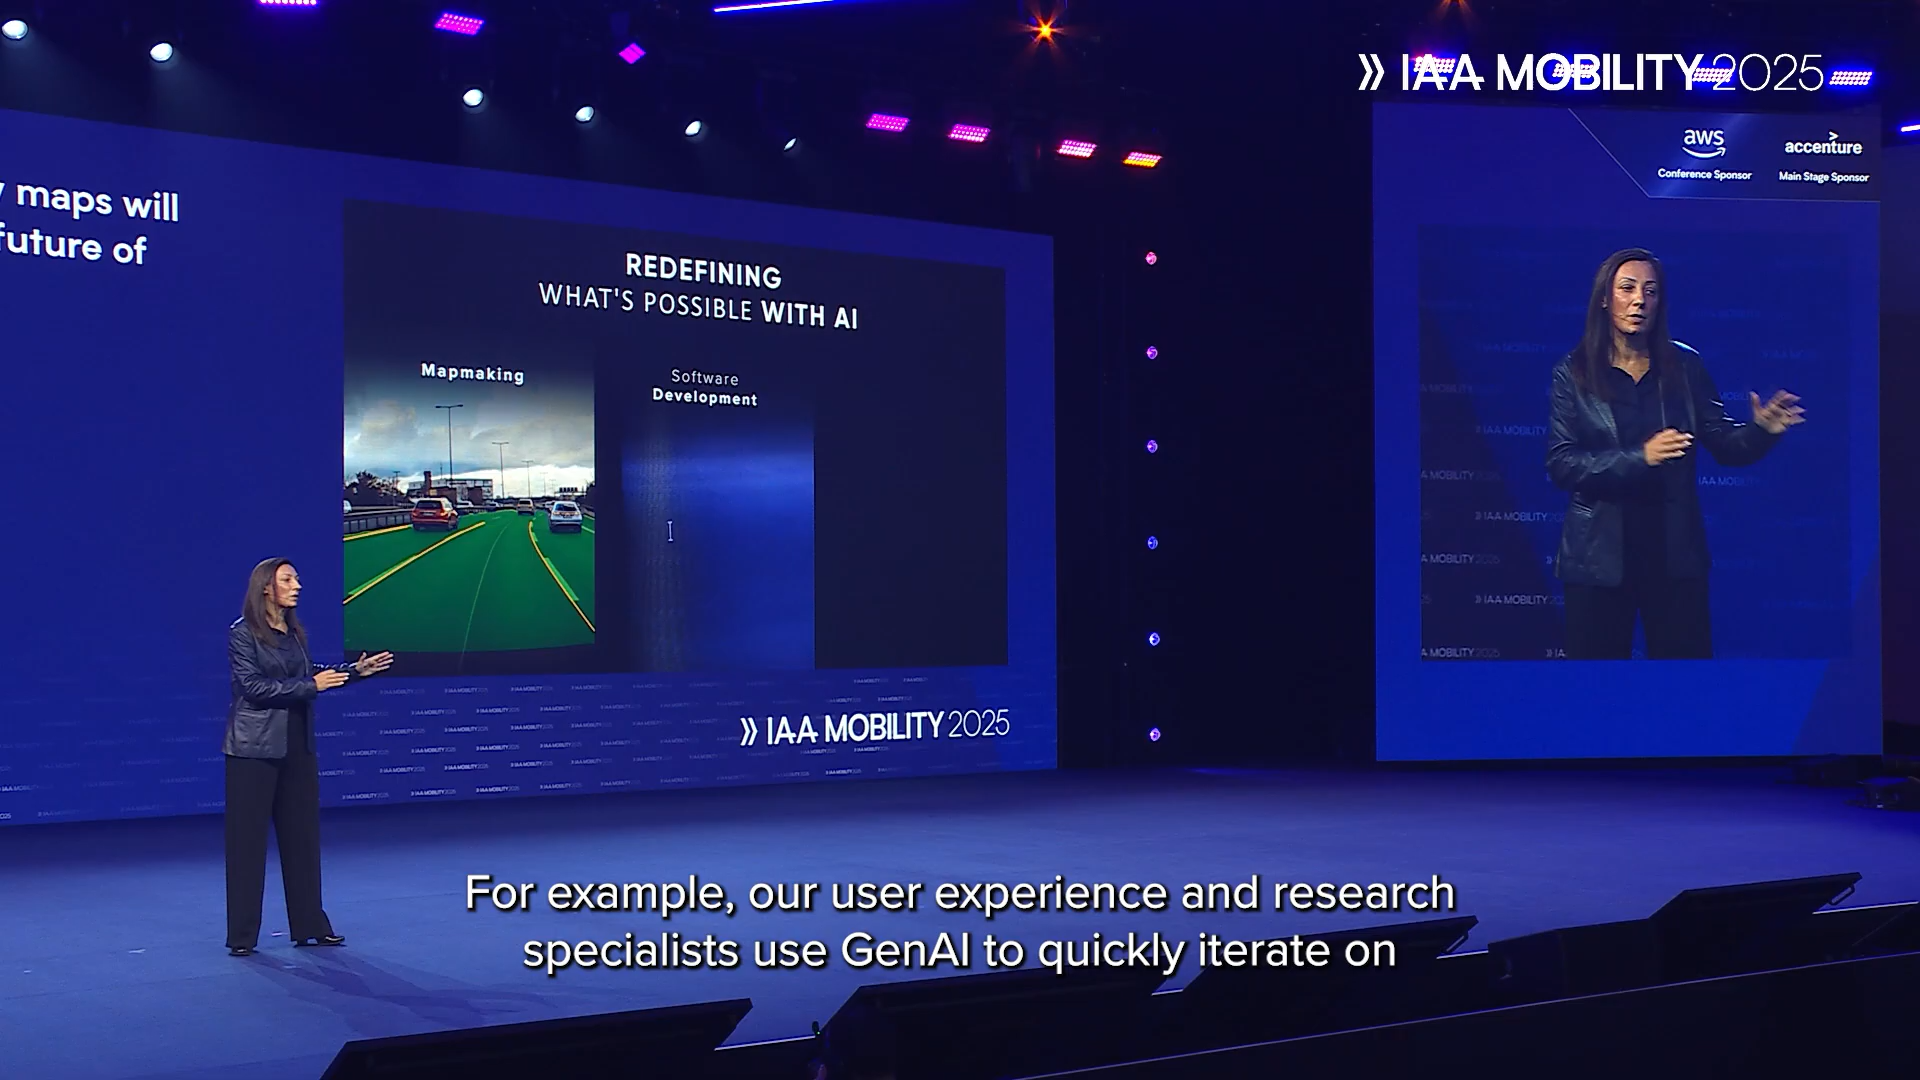 » IAA MOBILITY 2025
aws
Conference Sponsor
accenture
Main Stage Sponsor
maps will
future of
REDEFINING
WHAT'S POSSIBLE WITH AI
Mapmaking
Software
Development
» IAA MOBILITY 2025
For example, our user experience and research
specialists use GenAI to quickly iterate on